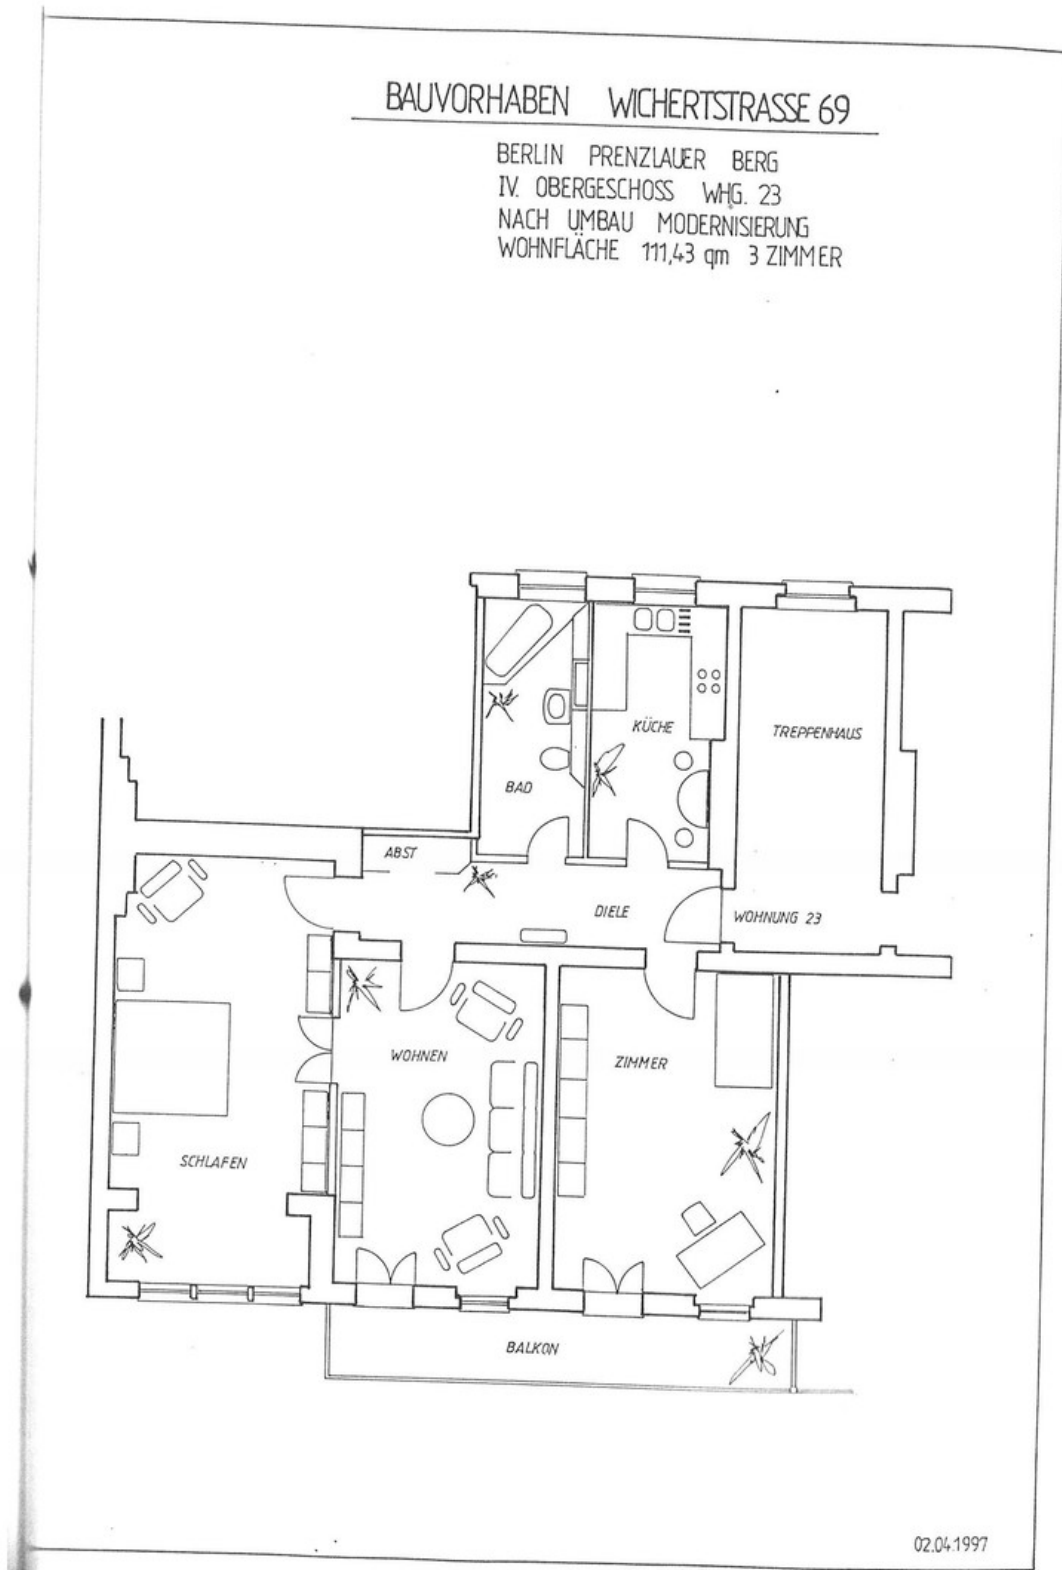 BAUVORHABEN WICHERTSTRASSE 69
BERLIN PRENZLAUER BERG
IV. OBERGESCHOSS WHG. 23
NACH UMBAU MODERNISIERUNG
WOHNFLÄCHE 111,43 qm 3 ZIMMER
KÜCHE
TREPPENHAUS
BAD
ABST
DIELE
WOHNUNG 23
WOHNEN
ZIMMER
SCHLAFEN
BALKON
02.04.1997